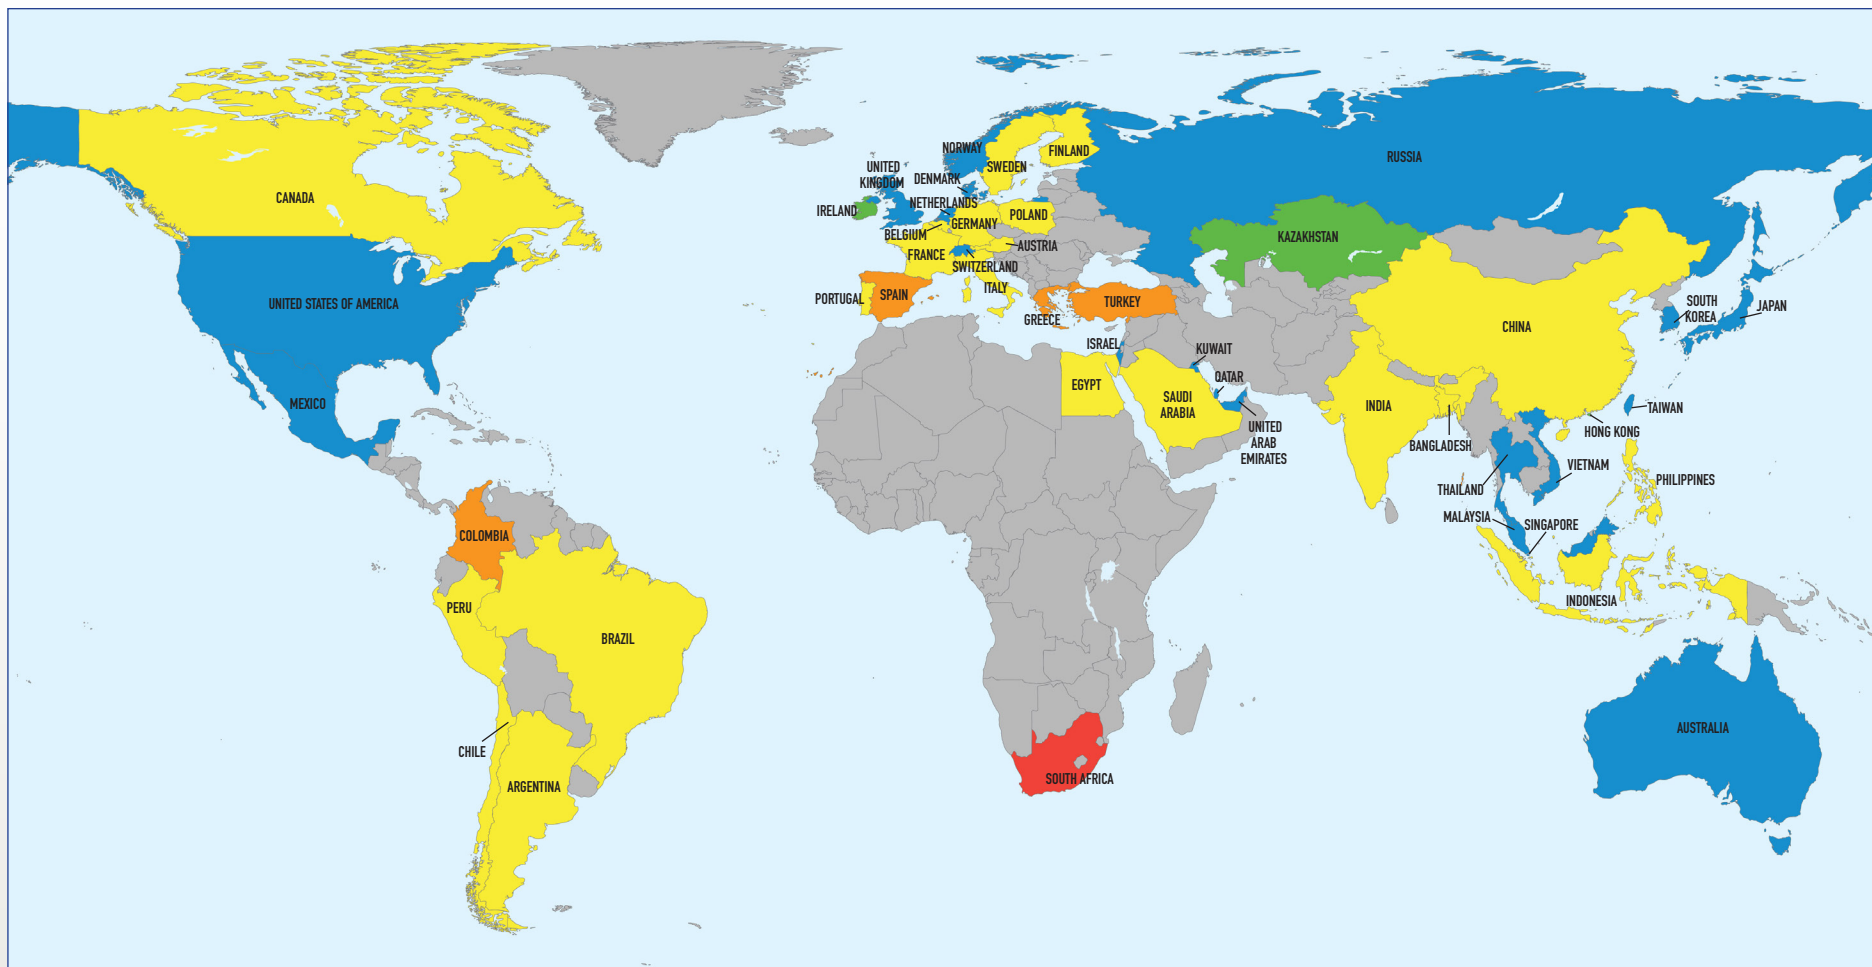 CANADA
UNITED STATES OF AMERICA
MEXICO
COLOMBIA
PERU
BRAZIL
CHILE
ARGENTINA
NORWAY
UNITED
KINGDOM
DENMARK
SWEDEN
FINLAND
IRELAND
NETHERLANDS
GERMANY
POLAND
BELGIUM
AUSTRIA
FRANCE
SWITZERLAND
ITALY
PORTUGAL
SPAIN
GREECE
TURKEY
RUSSIA
KAZAKHSTAN
ISRAEL
KUWAIT
QATAR
EGYPT
SAUDI
ARABIA
UNITED
ARAB
EMIRATES
SOUTH AFRICA
CHINA
SOUTH
KOREA
JAPAN
INDIA
BANGLADESH
TAIWAN
HONG KONG
VIETNAM
THAILAND
PHILIPPINES
MALAYSIA
SINGAPORE
INDONESIA
AUSTRALIA